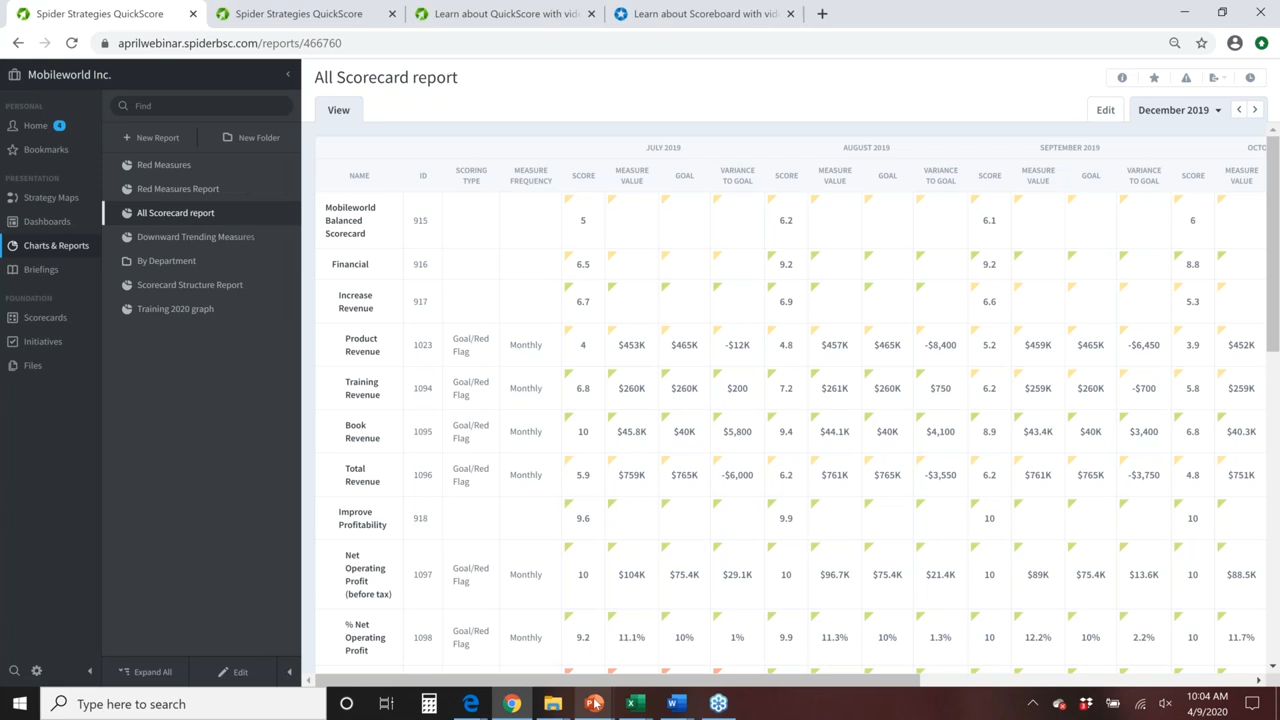 Spider Strategies QuickScore
Spider Strategies QuickScore
Learn about QuickScore with vide
Learn about Scoreboard with vide
aprilwebinar.spiderbsc.com/reports/466760
Mobileworld Inc.
PERSONAL
Home 4
Bookmarks
PRESENTATION
Strategy Maps
Dashboards
Charts & Reports
Briefings
FOUNDATION
Scorecards
Initiatives
Files
Find
New Report New Folder
Red Measures
Red Measures Report
All Scorecard report
Downward Trending Measures
By Department
Scorecard Structure Report
Training 2020 graph
Expand All Edit
All Scorecard report
View Edit December 2019
JULY 2019 AUGUST 2019 SEPTEMBER 2019 OCTO
NAME ID SCORING TYPE MEASURE FREQUENCY SCORE MEASURE VALUE GOAL VARIANCE TO GOAL SCORE MEASURE VALUE GOAL VARIANCE TO GOAL SCORE MEASURE VALUE GOAL VARIANCE TO GOAL SCORE MEASURE VALUE
Mobileworld Balanced Scorecard 915 5 6.2 6.1 6
Financial 916 6.5 9.2 9.2 8.8
Increase Revenue 917 6.7 6.9 6.6 5.3
Product Revenue 1023 Goal/Red Flag Monthly 4 $453K $465K -$12K 4.8 $457K $465K -$8,400 5.2 $459K $465K -$6,450 3.9 $452K
Training Revenue 1094 Goal/Red Flag Monthly 6.8 $260K $260K $200 7.2 $261K $260K $750 6.2 $259K $260K -$700 5.8 $259K
Book Revenue 1095 Goal/Red Flag Monthly 10 $45.8K $40K $5,800 9.4 $44.1K $40K $4,100 8.9 $43.4K $40K $3,400 6.8 $40.3K
Total Revenue 1096 Goal/Red Flag Monthly 5.9 $759K $765K -$6,000 6.2 $761K $765K -$3,550 6.2 $761K $765K -$3,750 4.8 $751K
Improve Profitability 918 9.6 9.9 10 10
Net Operating Profit (before tax) 1097 Goal/Red Flag Monthly 10 $104K $75.4K $29.1K 10 $96.7K $75.4K $21.4K 10 $89K $75.4K $13.6K 10 $88.5K
% Net Operating Profit 1098 Goal/Red Flag Monthly 9.2 11.1% 10% 1% 9.9 11.3% 10% 1.3% 10 12.2% 10% 2.2% 10 11.7%
Type here to search
10:04 AM
4/9/2020